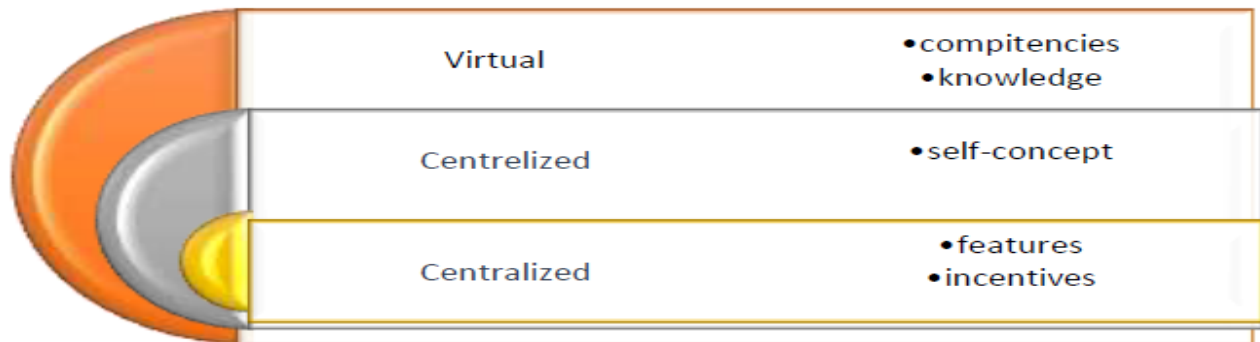 Virtual
•compitencies
•knowledge
Centrelized
•self-concept
Centralized
•features
•incentives